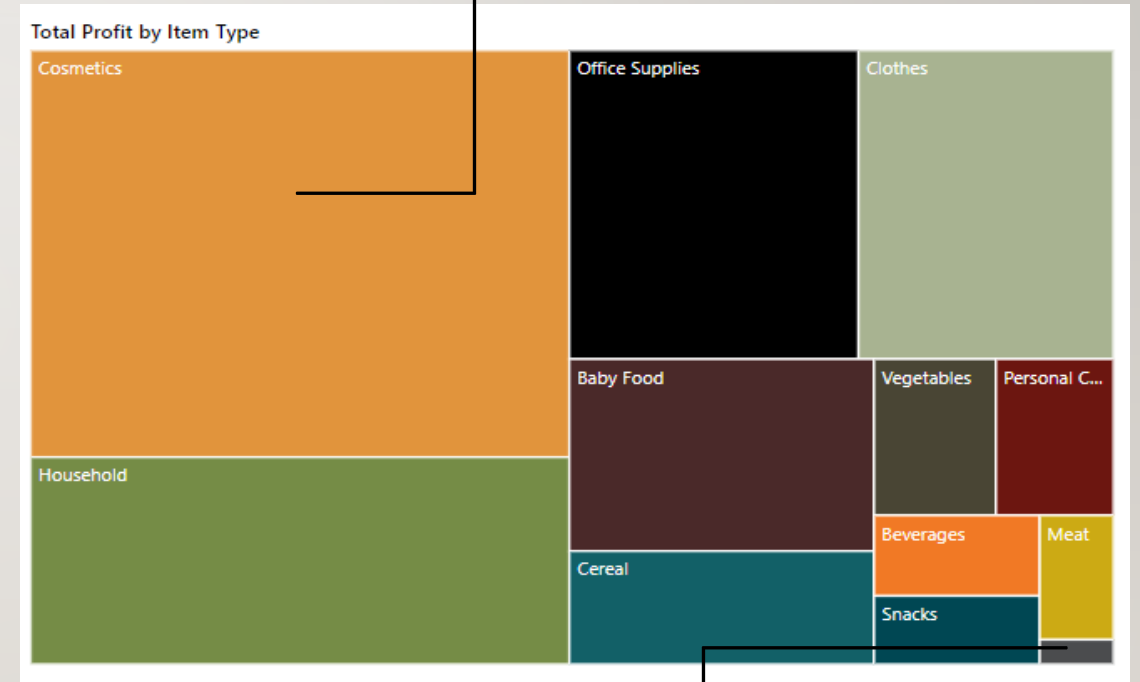 Total Profit by Item Type
Cosmetics
Office Supplies
Clothes
Baby Food
Vegetables
Personal C...
Household
Beverages
Meat
Cereal
Snacks